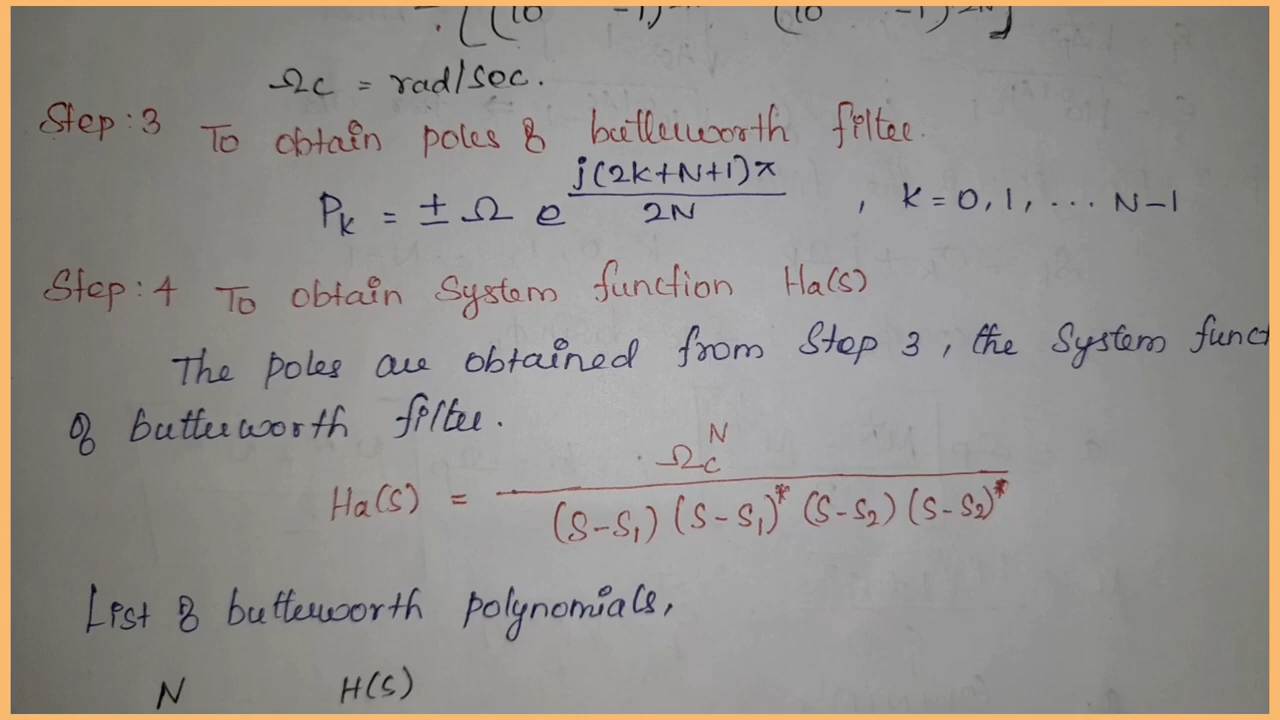 Ωc = rad/sec.
Step:3 To obtain poles of butterworth filter.
Pk = ± Ω e j(2k+N+1)π / 2N , k = 0, 1, ... N-1
Step:4 To obtain System function Ha(s)
The poles are obtained from Step 3, the System funct
of butterworth filter.
Ha(s) = Ωc^N / (s-s1) (s-s1)* (s-s2) (s-s2)*
List of butterworth polynomials,
N H(s)